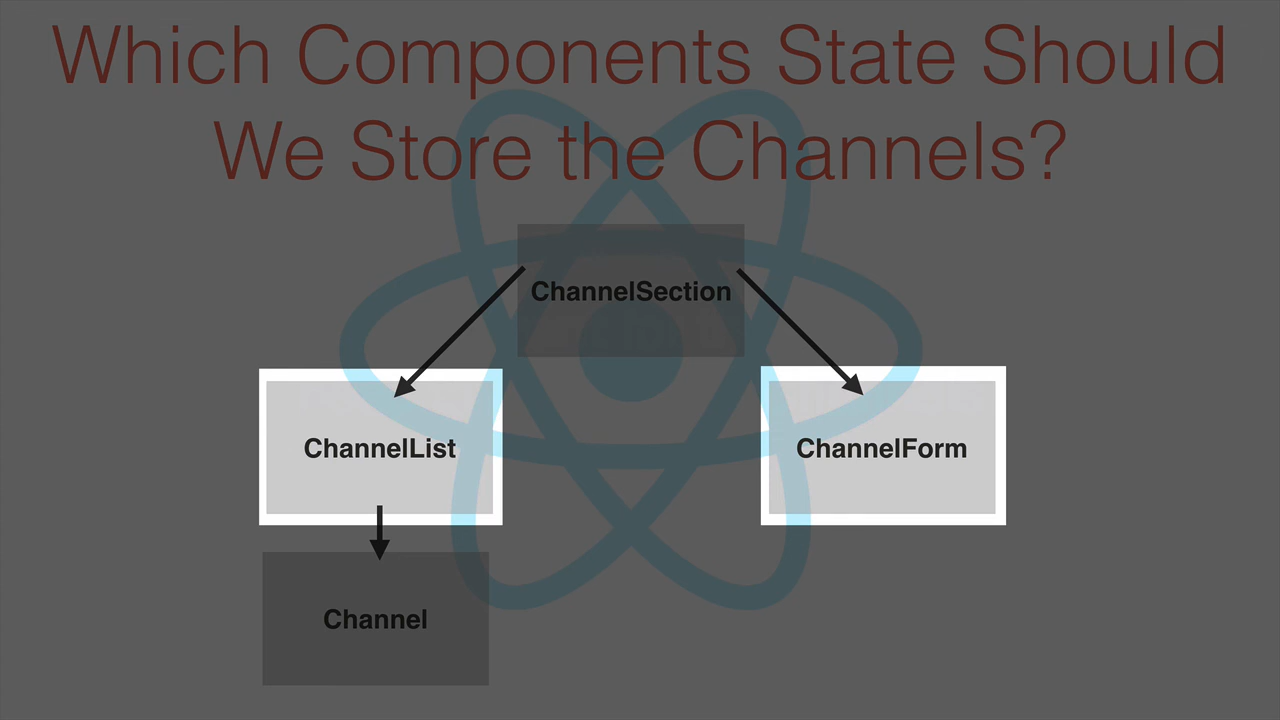 Which Components State Should
We Store the Channels?
ChannelSection
ChannelList
ChannelForm
Channel